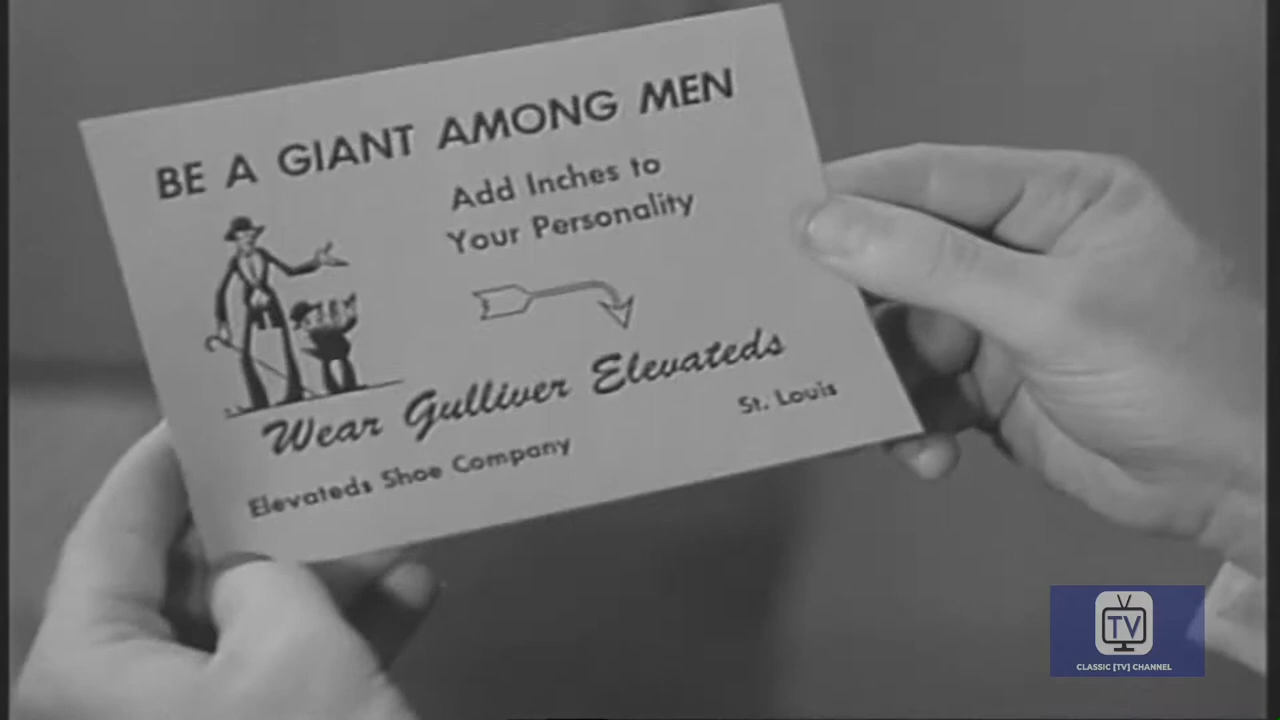 BE A GIANT AMONG MEN
Add Inches to
Your Personality
Wear Gulliver Elevateds
St. Louis
Elevateds Shoe Company
TV
CLASSIC [TV] CHANNEL